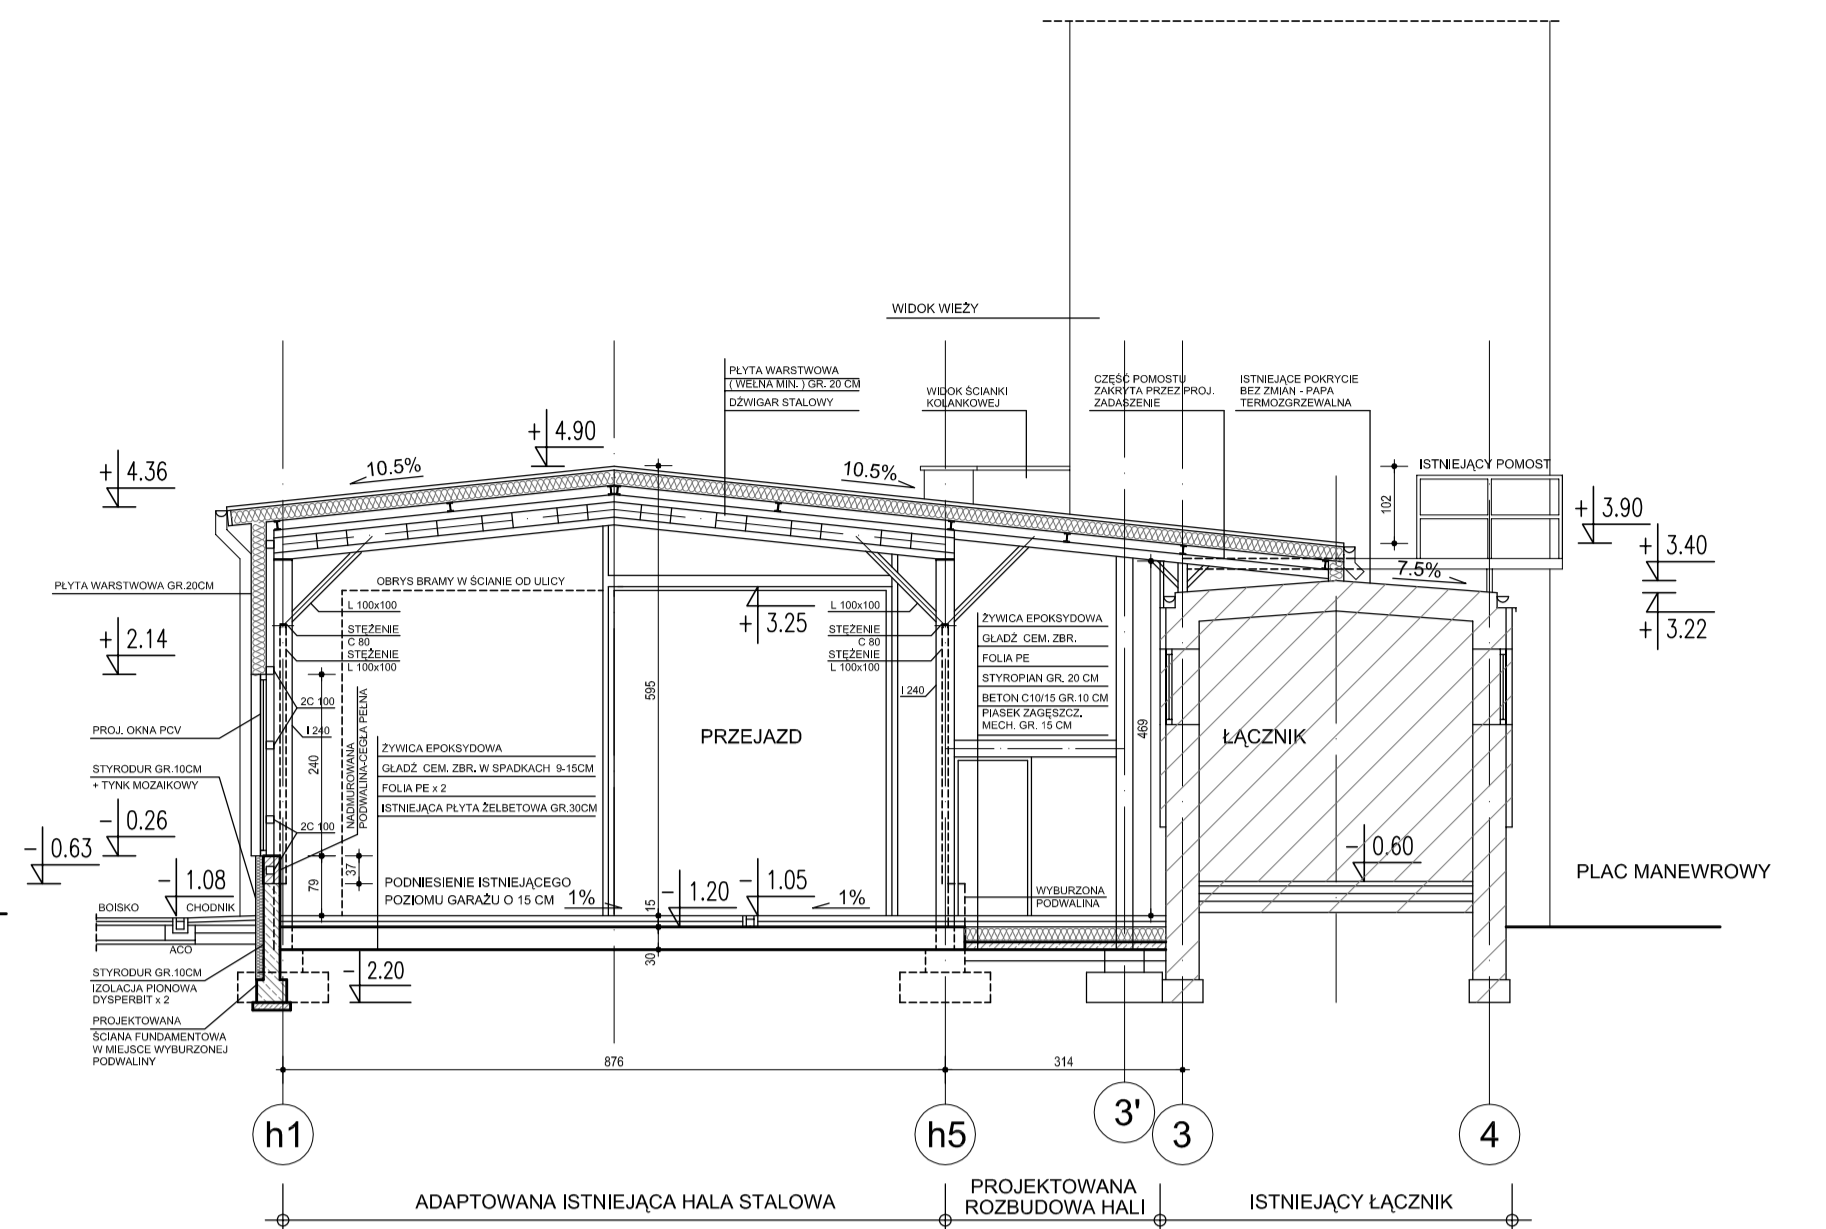 WIDOK WIEŻY
PŁYTA WARSTWOWA
( WEŁNA MIN. ) GR. 20 CM
DŹWIGAR STALOWY
WIDOK ŚCIANKI
KOLANKOWEJ
CZĘŚĆ POMOSTU
ZAKRYTA PRZEZ PROJ.
ZADASZENIE
ISTNIEJĄCE POKRYCIE
BEZ ZMIAN - PAPA
TERMOZGRZEWALNA
+ 4.90
+ 4.36
10.5%
10.5%
ISTNIEJĄCY POMOST
102
+ 3.90
+ 3.40
+ 3.22
7.5%
PŁYTA WARSTWOWA GR.20CM
OBRYS BRAMY W ŚCIANIE OD ULICY
L 100x100
STĘŻENIE
C 80
STĘŻENIE
L 100x100
+ 3.25
L 100x100
STĘŻENIE
C 80
STĘŻENIE
L 100x100
ŻYWICA EPOKSYDOWA
GŁADŹ CEM. ZBR.
FOLIA PE
STYROPIAN GR. 20 CM
BETON C10/15 GR.10 CM
PIASEK ZAGĘSZCZ.
MECH. GR. 15 CM
+ 2.14
2C 100
I 240
I 240
595
469
240
PROJ. OKNA PCV
PRZEJAZD
ŁĄCZNIK
NADMUROWANA
PODWALINA-CEGŁA PEŁNA
ŻYWICA EPOKSYDOWA
GŁADŹ CEM. ZBR. W SPADKACH 9-15CM
FOLIA PE x 2
ISTNIEJĄCA PŁYTA ŻELBETOWA GR.30CM
STYRODUR GR.10CM
+ TYNK MOZAIKOWY
- 0.26
2C 100
- 0.63
- 0.60
79
37
PODNIESIENIE ISTNIEJĄCEGO
POZIOMU GARAŻU O 15 CM
1%
15
- 1.20
- 1.05
1%
WYBURZONA
PODWALINA
PLAC MANEWROWY
- 1.08
BOISKO
CHODNIK
ACO
30
- 2.20
STYRODUR GR.10CM
IZOLACJA PIONOWA
DYSPERBIT x 2
PROJEKTOWANA
ŚCIANA FUNDAMENTOWA
W MIEJSCE WYBURZONEJ
PODWALINY
876
314
h1
h5
3'
3
4
ADAPTOWANA ISTNIEJĄCA HALA STALOWA
PROJEKTOWANA
ROZBUDOWA HALI
ISTNIEJĄCY ŁĄCZNIK